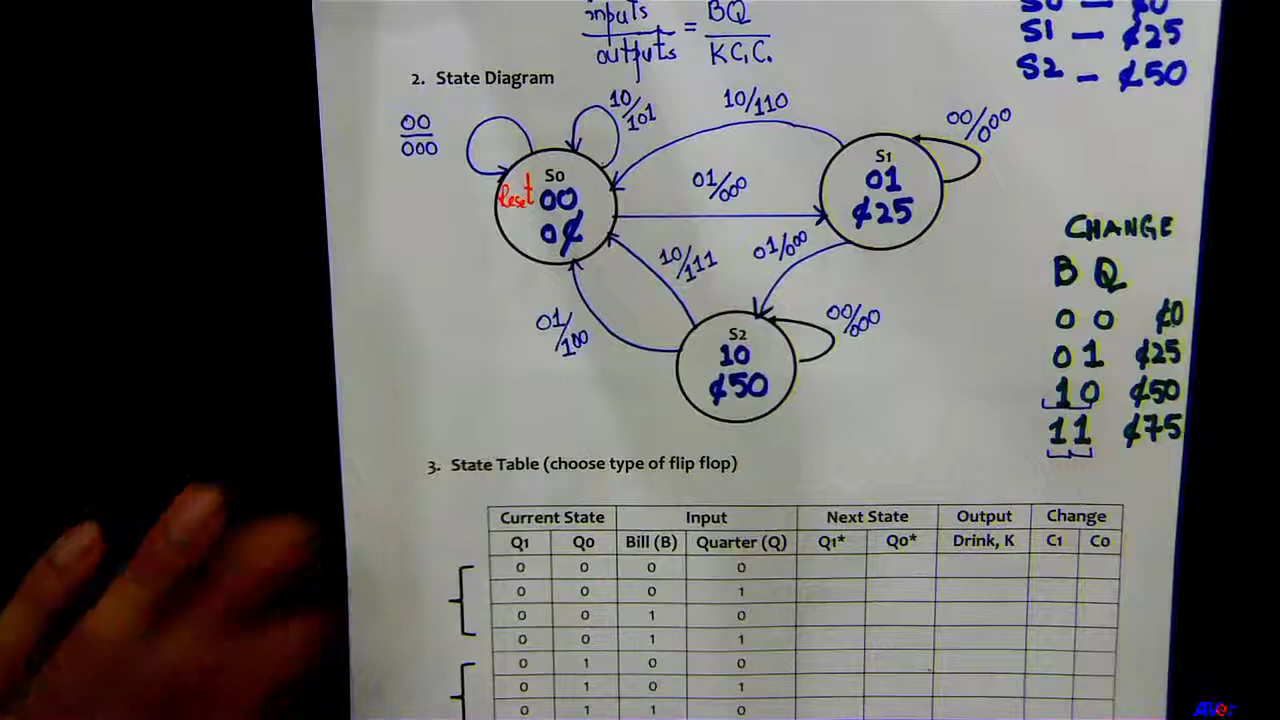 inputs = BQ
outputs KC1C0
S0 — ¢0
S1 — ¢25
S2 — ¢50
2. State Diagram
00
000
10/101
10/110
00/000
S0
Reset 00
0¢
01/000
S1
01
¢25
10/111
01/000
01/100
S2
10
¢50
00/000
CHANGE
B Q
0 0 ¢0
0 1 ¢25
1 0 ¢50
1 1 ¢75
3. State Table (choose type of flip flop)
Current State Input Next State Output Change
Q1 Q0 Bill (B) Quarter (Q) Q1* Q0* Drink, K C1 C0
0 0 0 0
0 0 0 1
0 0 1 0
0 0 1 1
0 1 0 0
0 1 0 1
0 1 1 0
AVer